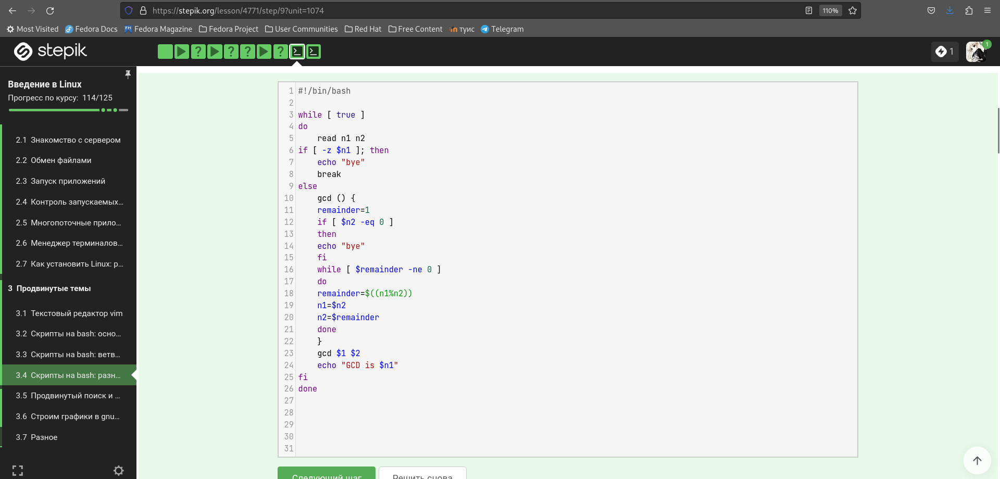 https://stepik.org/lesson/4771/step/9?unit=1074
110%
Most Visited Fedora Docs Fedora Magazine Fedora Project User Communities Red Hat Free Content туис Telegram
stepik
1
1
Введение в Linux
Прогресс по курсу: 114/125
2.1 Знакомство с сервером
2.2 Обмен файлами
2.3 Запуск приложений
2.4 Контроль запускаемых…
2.5 Многопоточные прило…
2.6 Менеджер терминалов…
2.7 Как установить Linux: р…
3 Продвинутые темы
3.1 Текстовый редактор vim
3.2 Скрипты на bash: осно…
3.3 Скрипты на bash: ветв…
3.4 Скрипты на bash: разн…
3.5 Продвинутый поиск и …
3.6 Строим графики в gnu…
3.7 Разное
1 #!/bin/bash
2
3 while [ true ]
4 do
5     read n1 n2
6 if [ -z $n1 ]; then
7     echo "bye"
8     break
9 else
10     gcd () {
11     remainder=1
12     if [ $n2 -eq 0 ]
13     then
14     echo "bye"
15     fi
16     while [ $remainder -ne 0 ]
17     do
18     remainder=$((n1%n2))
19     n1=$n2
20     n2=$remainder
21     done
22     }
23     gcd $1 $2
24     echo "GCD is $n1"
25 fi
26 done
27
28
29
30
31
Следующий шаг
Решить снова